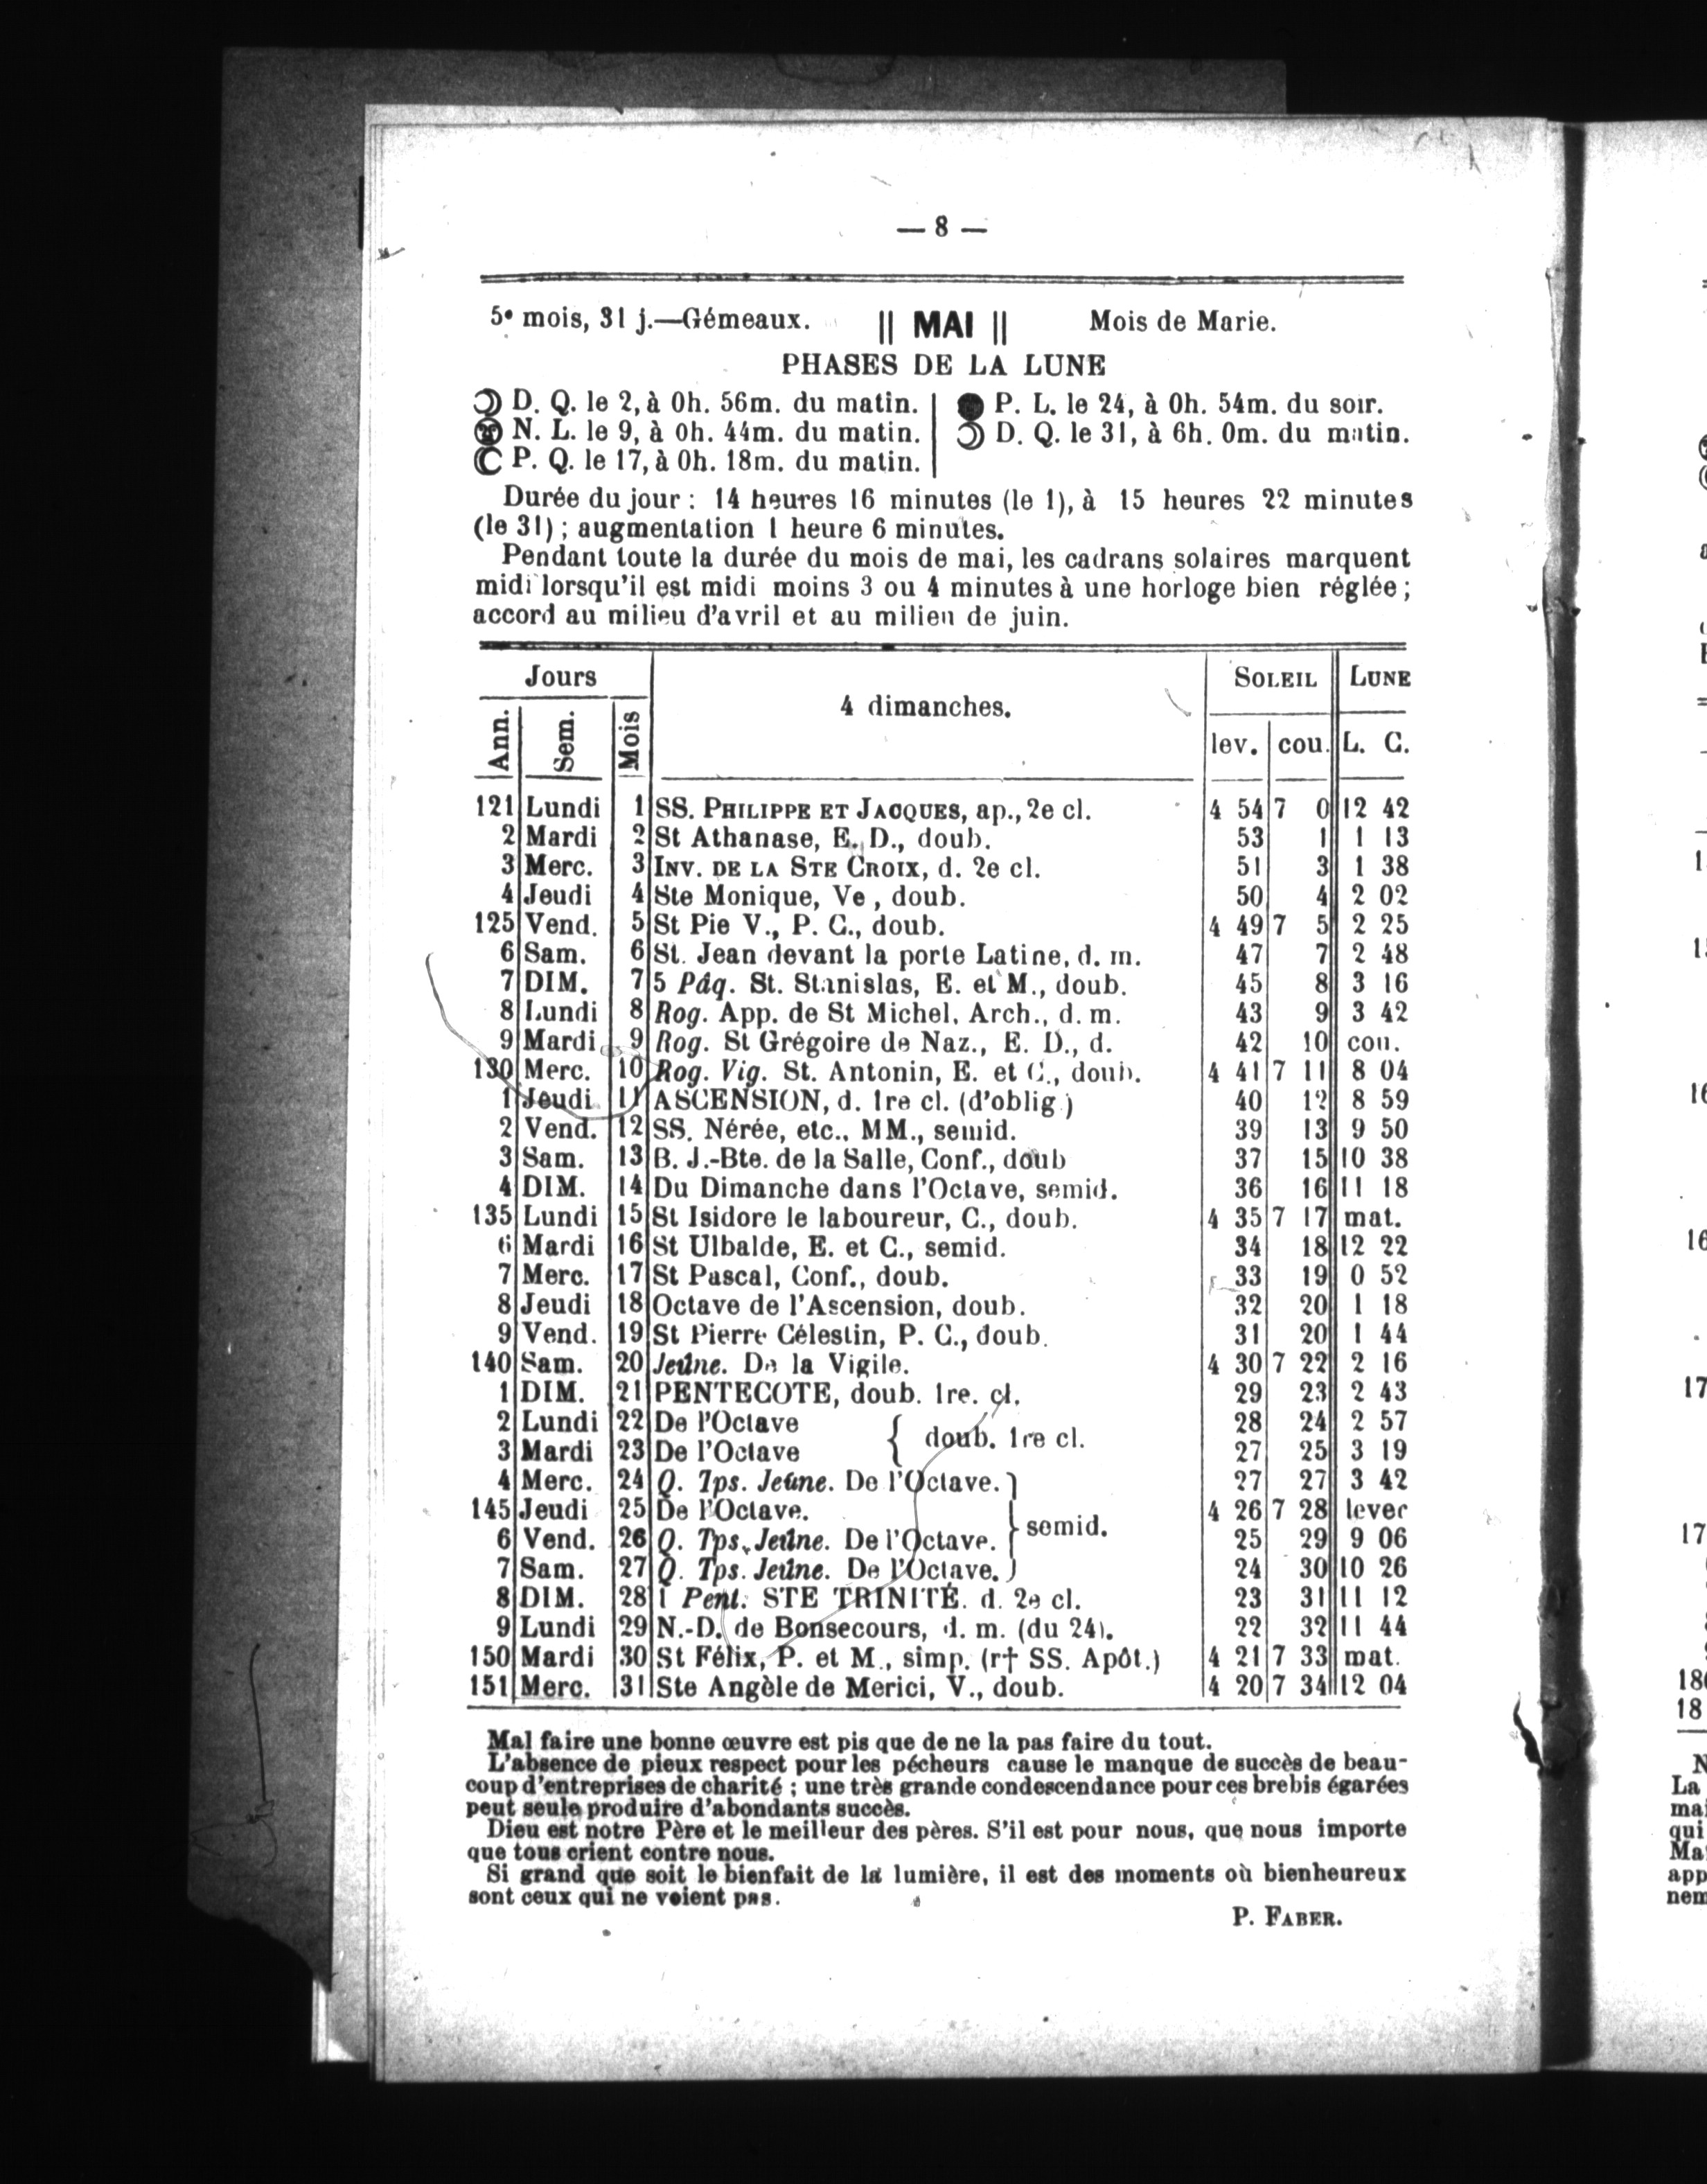 — 8 —
5e mois, 31 j.—Gémeaux. || MAI || Mois de Marie.
PHASES DE LA LUNE
D. Q. le 2, à 0h. 56m. du matin.
N. L. le 9, à 0h. 44m. du matin.
P. Q. le 17, à 0h. 18m. du matin.
P. L. le 24, à 0h. 54m. du soir.
D. Q. le 31, à 6h. 0m. du matin.
Durée du jour : 14 heures 16 minutes (le 1), à 15 heures 22 minutes
(le 31) ; augmentation 1 heure 6 minutes.
Pendant toute la durée du mois de mai, les cadrans solaires marquent
midi lorsqu'il est midi moins 3 ou 4 minutes à une horloge bien réglée ;
accord au milieu d'avril et au milieu de juin.
Jours 4 dimanches. SOLEIL LUNE
Ann. Sem. Mois lev. cou. L. C.
121 Lundi 1 SS. PHILIPPE ET JACQUES, ap., 2e cl. 4 54 7 0 12 42
2 Mardi 2 St Athanase, E. D., doub. 53 1 1 13
3 Merc. 3 INV. DE LA STE CROIX, d. 2e cl. 51 3 1 38
4 Jeudi 4 Ste Monique, Ve , doub. 50 4 2 02
125 Vend. 5 St Pie V., P. C., doub. 4 49 7 5 2 25
6 Sam. 6 St. Jean devant la porte Latine, d. m. 47 7 2 48
7 DIM. 7 5 Pâq. St. Stanislas, E. et M., doub. 45 8 3 16
8 Lundi 8 Rog. App. de St Michel, Arch., d. m. 43 9 3 42
9 Mardi 9 Rog. St Grégoire de Naz., E. D., d. 42 10 cou.
130 Merc. 10 Rog. Vig. St. Antonin, E. et C., doub. 4 41 7 11 8 04
1 Jeudi 11 ASCENSION, d. 1re cl. (d'oblig.) 40 12 8 59
2 Vend. 12 SS. Nérée, etc., MM., semid. 39 13 9 50
3 Sam. 13 B. J.-Bte. de la Salle, Conf., doub 37 15 10 38
4 DIM. 14 Du Dimanche dans l'Octave, semid. 36 16 11 18
135 Lundi 15 St Isidore le laboureur, C., doub. 4 35 7 17 mat.
6 Mardi 16 St Ulbalde, E. et C., semid. 34 18 12 22
7 Merc. 17 St Pascal, Conf., doub. 33 19 0 52
8 Jeudi 18 Octave de l'Ascension, doub. 32 20 1 18
9 Vend. 19 St Pierre Célestin, P. C., doub. 31 20 1 44
140 Sam. 20 Jeûne. De la Vigile. 4 30 7 22 2 16
1 DIM. 21 PENTECOTE, doub. 1re. cl. 29 23 2 43
2 Lundi 22 De l'Octave { doub. 1re cl. 28 24 2 57
3 Mardi 23 De l'Octave 27 25 3 19
4 Merc. 24 Q. Tps. Jeûne. De l'Octave. } semid. 27 27 3 42
145 Jeudi 25 De l'Octave. 4 26 7 28 lever
6 Vend. 26 Q. Tps. Jeûne. De l'Octave. 25 29 9 06
7 Sam. 27 Q. Tps. Jeûne. De l'Octave. 24 30 10 26
8 DIM. 28 1 Pent. STE TRINITÉ. d. 2e cl. 23 31 11 12
9 Lundi 29 N.-D. de Bonsecours, d. m. (du 24). 22 32 11 44
150 Mardi 30 St Félix, P. et M., simp. (r† SS. Apôt.) 4 21 7 33 mat.
151 Merc. 31 Ste Angèle de Merici, V., doub. 4 20 7 34 12 04
Mal faire une bonne œuvre est pis que de ne la pas faire du tout.
L'absence de pieux respect pour les pécheurs cause le manque de succès de beau-
coup d'entreprises de charité ; une très grande condescendance pour ces brebis égarées
peut seule produire d'abondants succès.
Dieu est notre Père et le meilleur des pères. S'il est pour nous, que nous importe
que tous crient contre nous.
Si grand que soit le bienfait de la lumière, il est des moments où bienheureux
sont ceux qui ne voient pas.
P. FABER.